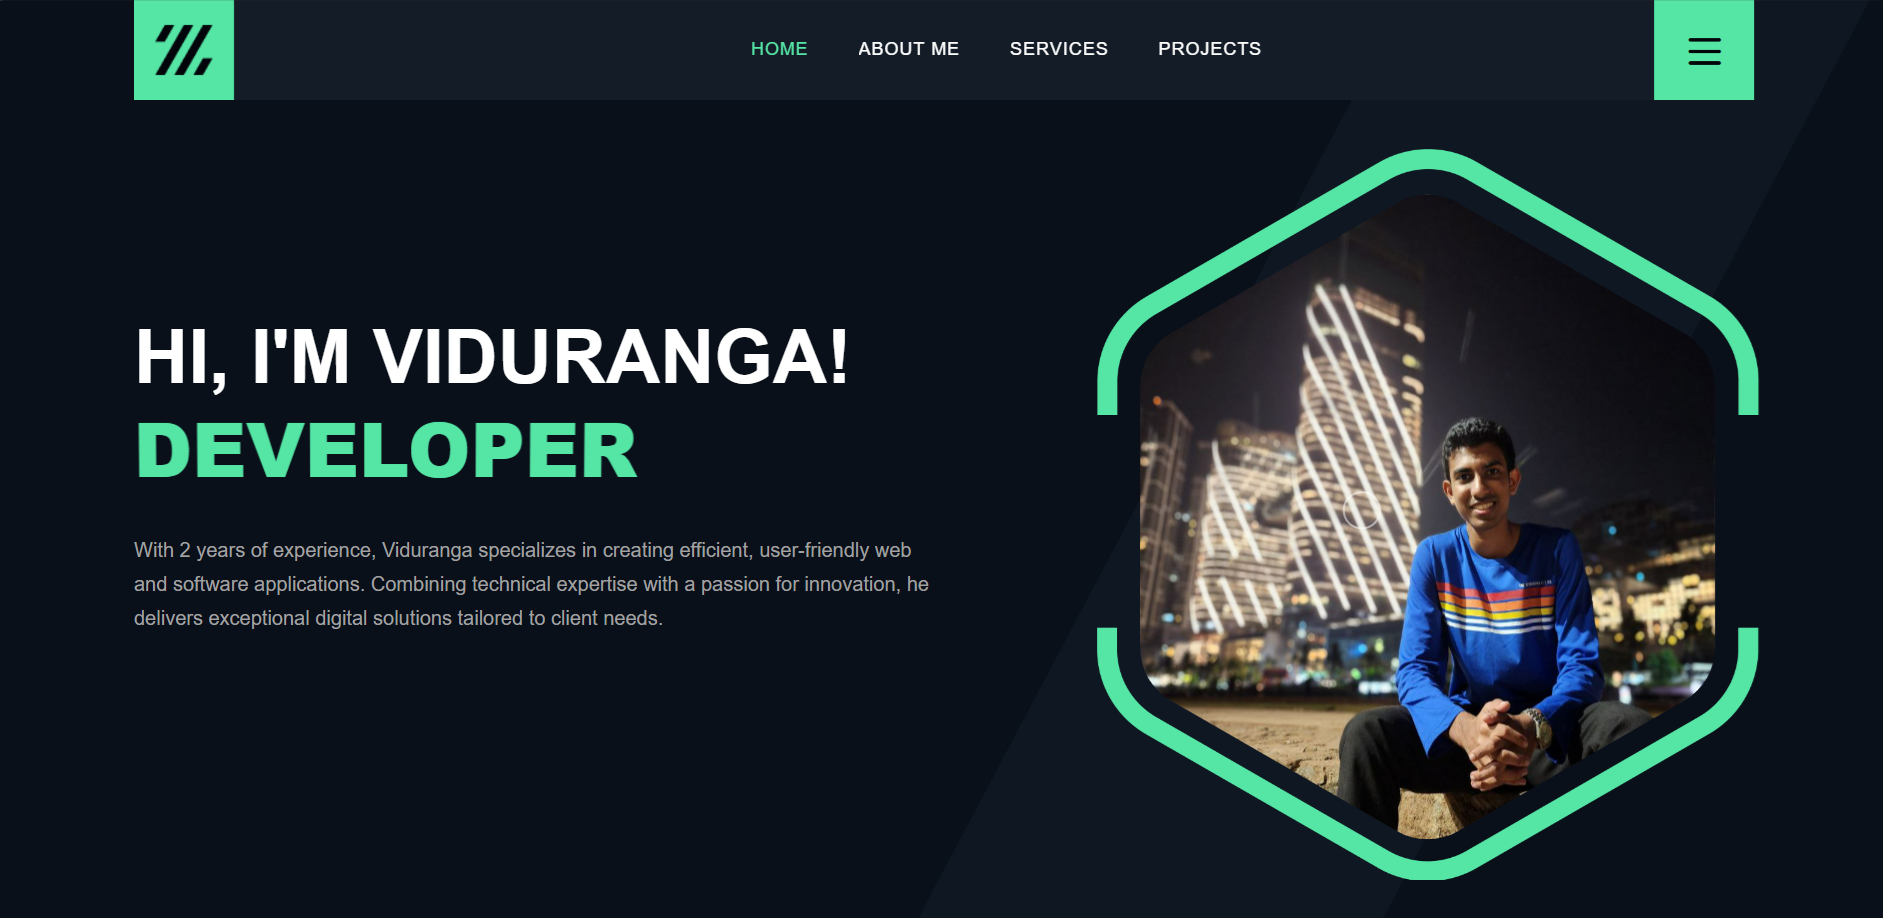 HOME ABOUT ME SERVICES PROJECTS
HI, I'M VIDURANGA!
DEVELOPER
With 2 years of experience, Viduranga specializes in creating efficient, user-friendly web
and software applications. Combining technical expertise with a passion for innovation, he
delivers exceptional digital solutions tailored to client needs.